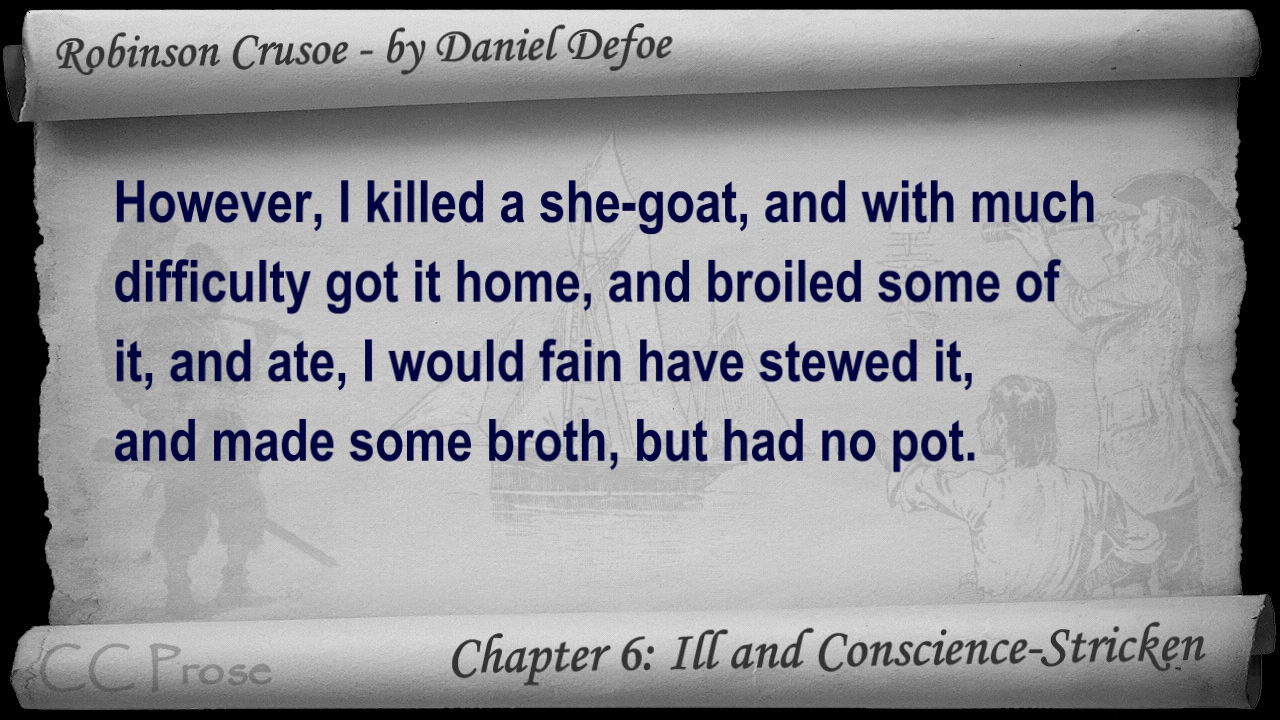 Robinson Crusoe - by Daniel Defoe
However, I killed a she-goat, and with much
difficulty got it home, and broiled some of
it, and ate, I would fain have stewed it,
and made some broth, but had no pot.
Chapter 6: Ill and Conscience-Stricken
CC Prose